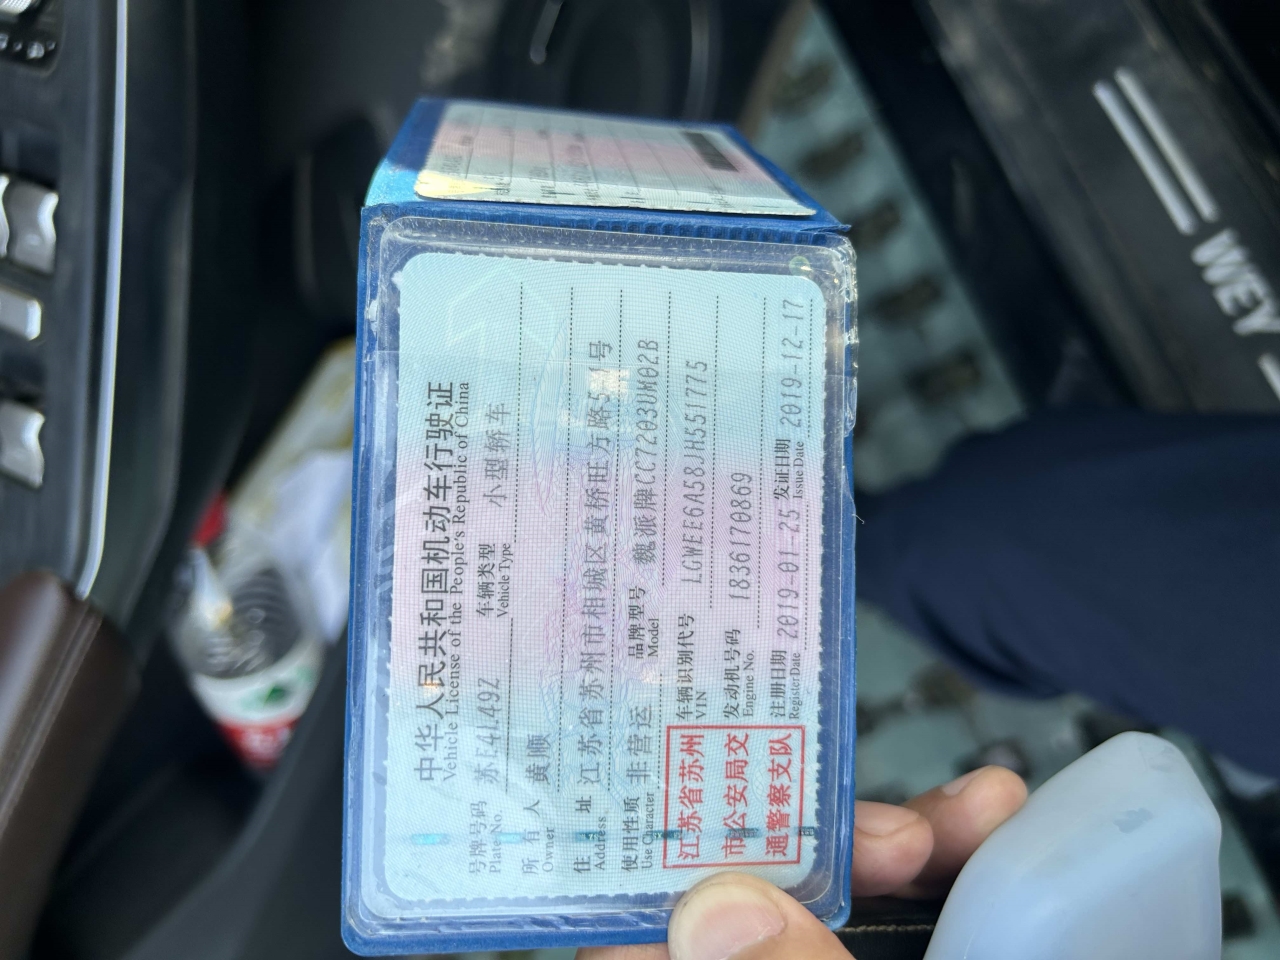 中华人民共和国机动车行驶证
Vehicle License of the People's Republic of China
号牌号码 苏E4L49Z 车辆类型 小型轿车
Plate No. Vehicle Type
所有人 黄顺
Owner
住址 江苏省苏州市相城区黄桥旺方路 号
Address
使用性质 非营运 品牌型号 魏派牌CC7203UM02B
Use Character Model
江苏省苏州
市公安局交
通警察支队
车辆识别代号 LGWEE6A58JH551775
VIN
发动机号码 1836170869
Engine No.
注册日期 2019-01-25 发证日期 2019-12-17
Register Date Issue Date
WEY